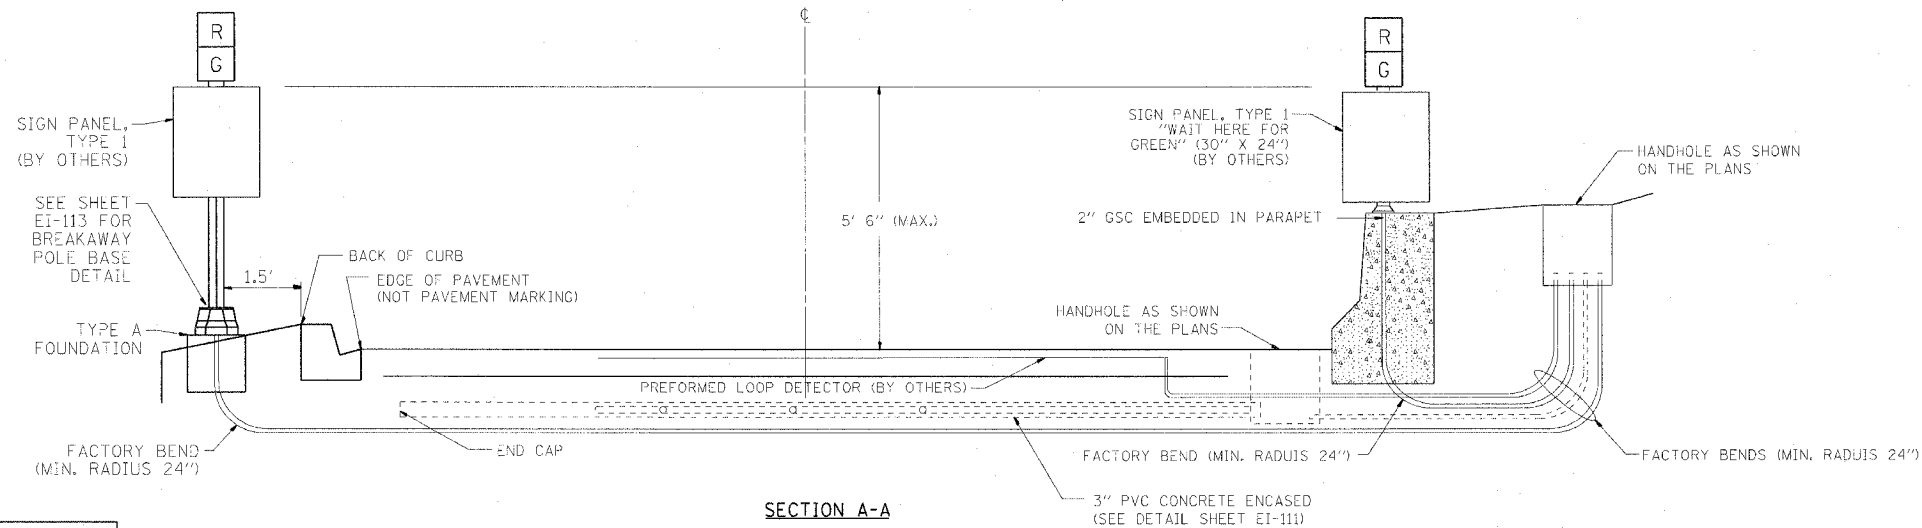 R
G
SIGN PANEL,
TYPE 1
(BY OTHERS)
SEE SHEET
EI-113 FOR
BREAKAWAY
POLE BASE
DETAIL
1.5'
BACK OF CURB
EDGE OF PAVEMENT
(NOT PAVEMENT MARKING)
TYPE A
FOUNDATION
FACTORY BEND
(MIN. RADIUS 24")
END CAP
℄
5' 6" (MAX.)
PREFORMED LOOP DETECTOR (BY OTHERS)
R
G
SIGN PANEL, TYPE 1
"WAIT HERE FOR
GREEN" (30" X 24")
(BY OTHERS)
2" GSC EMBEDDED IN PARAPET
HANDHOLE AS SHOWN
ON THE PLANS
HANDHOLE AS SHOWN
ON THE PLANS
FACTORY BEND (MIN. RADUIS 24")
FACTORY BENDS (MIN. RADUIS 24")
3" PVC CONCRETE ENCASED
(SEE DETAIL SHEET EI-111)
SECTION A-A